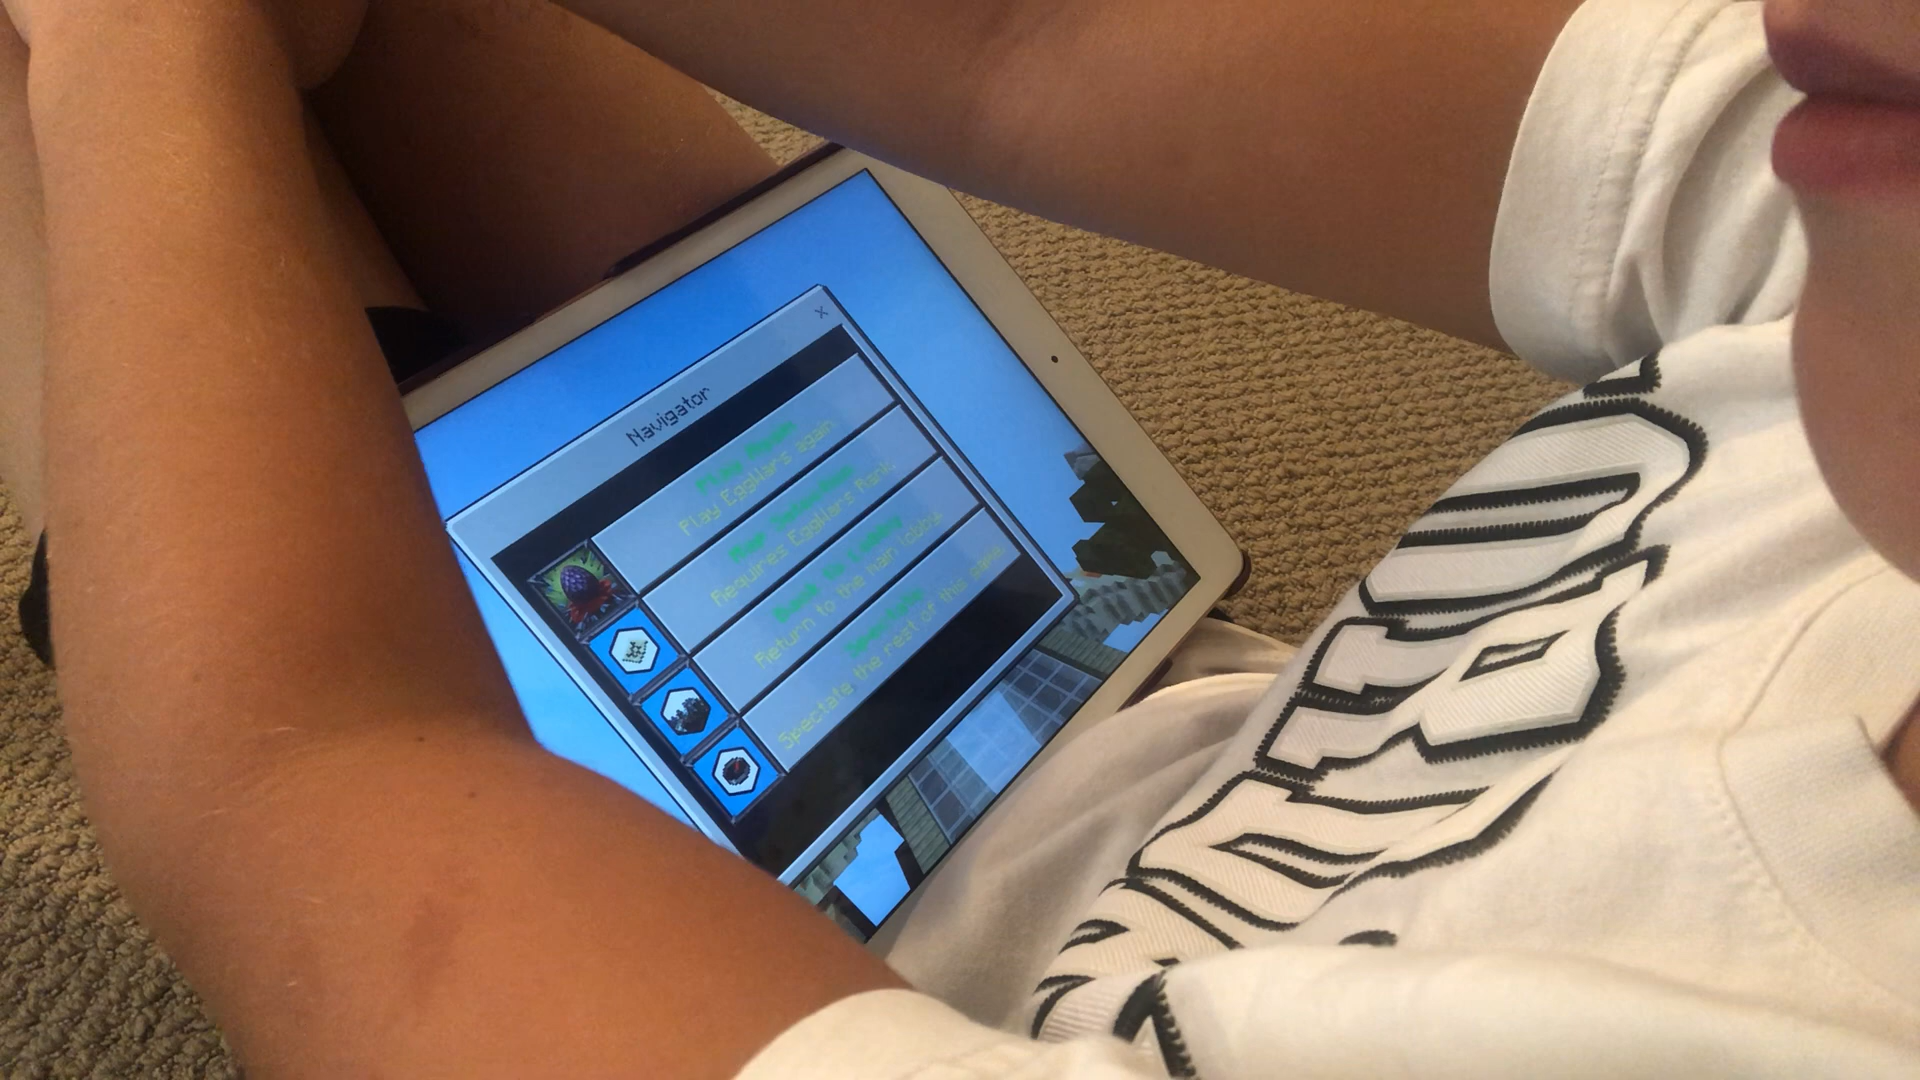 Navigator
X
Play Again
Play EggWars again.
Map Selection
Requires EggWars Rank.
Back to Lobby
Return to the main lobby.
Spectate
Spectate the rest of this game.